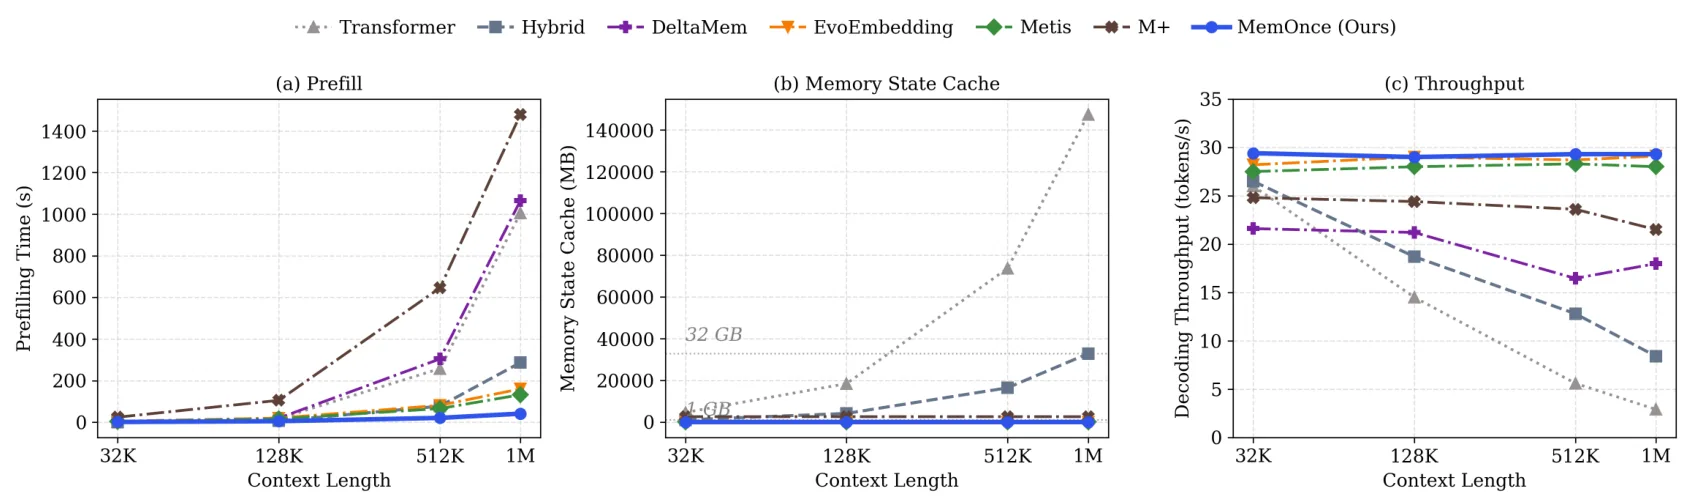 Transformer Hybrid DeltaMem EvoEmbedding Metis M+ MemOnce (Ours)
(a) Prefill
Prefilling Time (s)
1400
1200
1000
800
600
400
200
0
32K 128K 512K 1M
Context Length
(b) Memory State Cache
Memory State Cache (MB)
140000
120000
100000
80000
60000
40000
20000
0
32 GB
1 GB
32K 128K 512K 1M
Context Length
(c) Throughput
Decoding Throughput (tokens/s)
35
30
25
20
15
10
5
0
32K 128K 512K 1M
Context Length